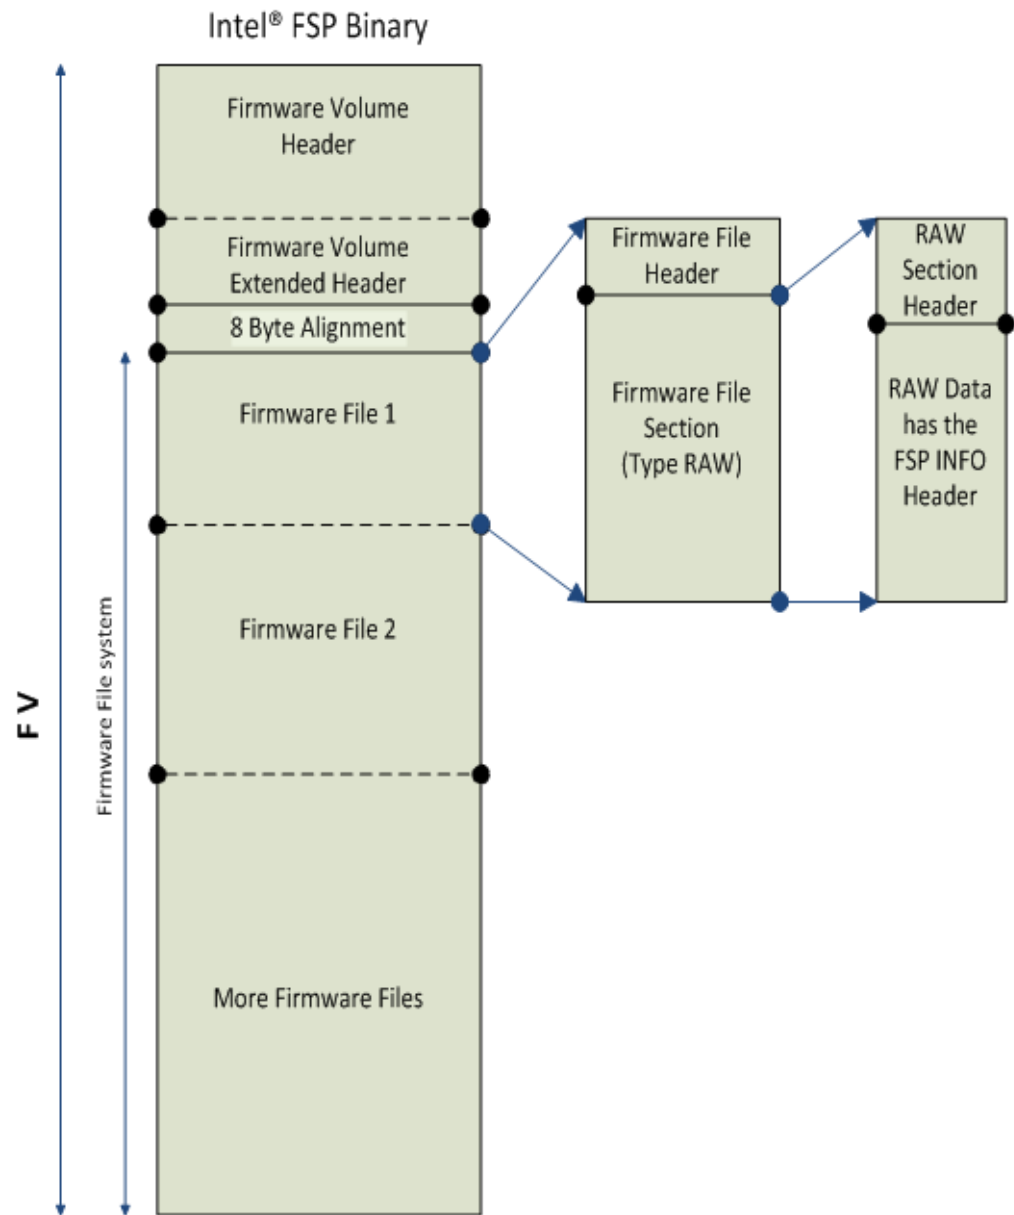 Intel® FSP Binary
Firmware Volume
Header
Firmware Volume
Extended Header
8 Byte Alignment
Firmware File 1
Firmware File 2
More Firmware Files
F V
Firmware File system
Firmware File
Header
Firmware File
Section
(Type RAW)
RAW
Section
Header
RAW Data
has the
FSP INFO
Header